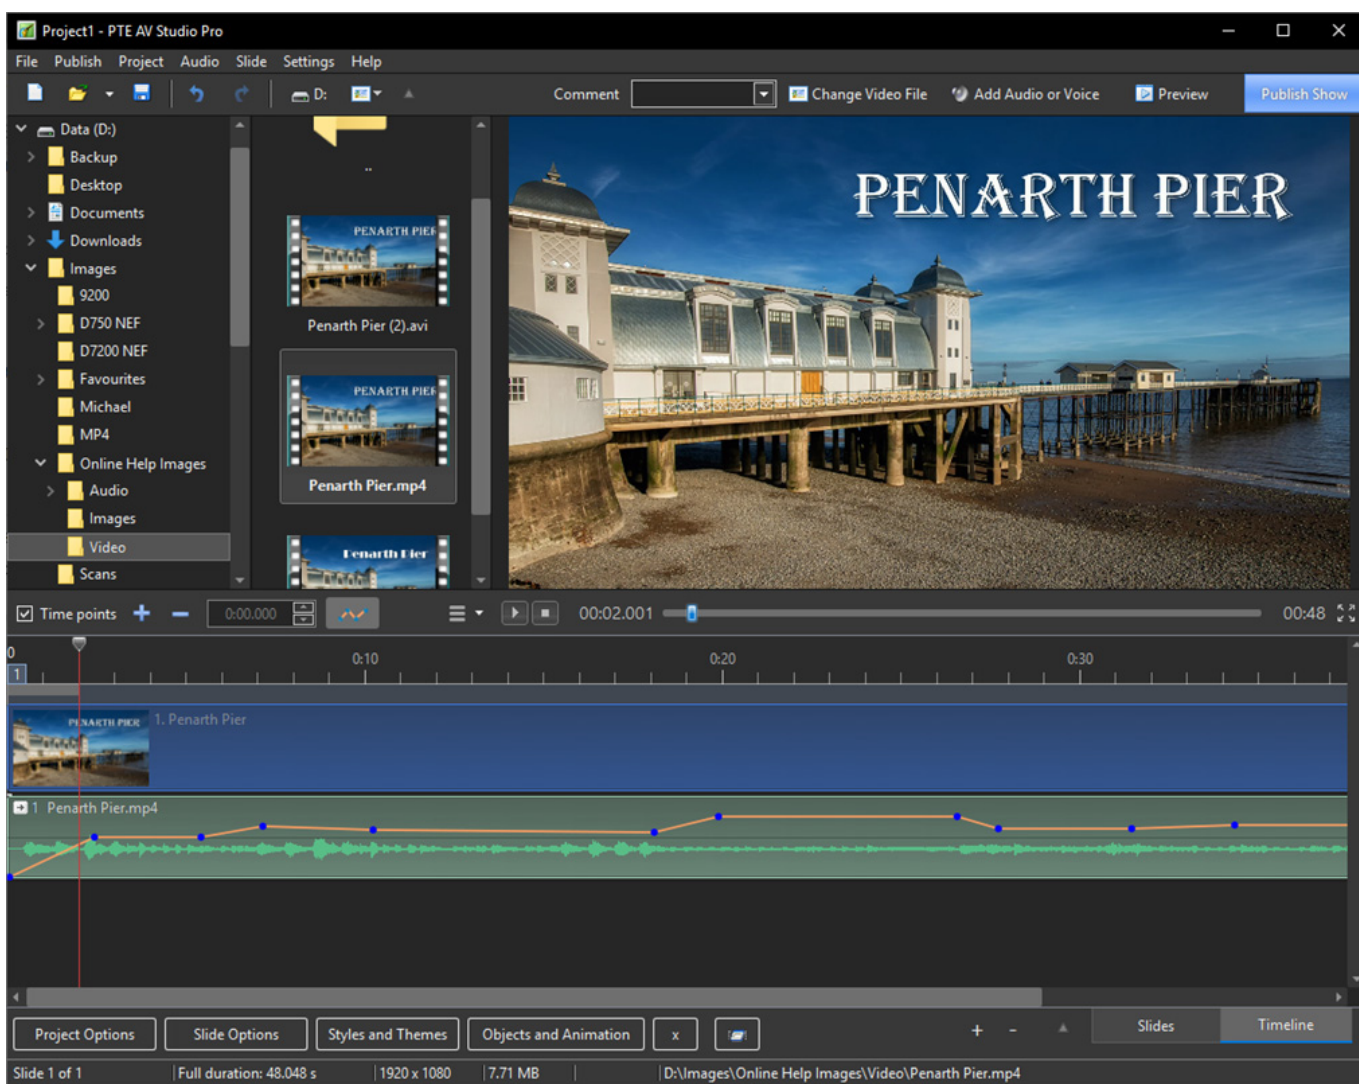 Project1 - PTE AV Studio Pro
File Publish Project Audio Slide Settings Help
D: Comment Change Video File Add Audio or Voice Preview Publish Show
Data (D:)
Backup
Desktop
Documents
Downloads
Images
9200
D750 NEF
D7200 NEF
Favourites
Michael
MP4
Online Help Images
Audio
Images
Video
Scans
..
PENARTH PIER
Penarth Pier (2).avi
PENARTH PIER
Penarth Pier.mp4
Penarth Pier
PENARTH PIER
Time points 0:00.000 00:02.001 00:48
0 0:10 0:20 0:30
1
PENARTH PIER 1. Penarth Pier
1 Penarth Pier.mp4
Project Options Slide Options Styles and Themes Objects and Animation x + - Slides Timeline
Slide 1 of 1 Full duration: 48.048 s 1920 x 1080 7.71 MB D:\Images\Online Help Images\Video\Penarth Pier.mp4